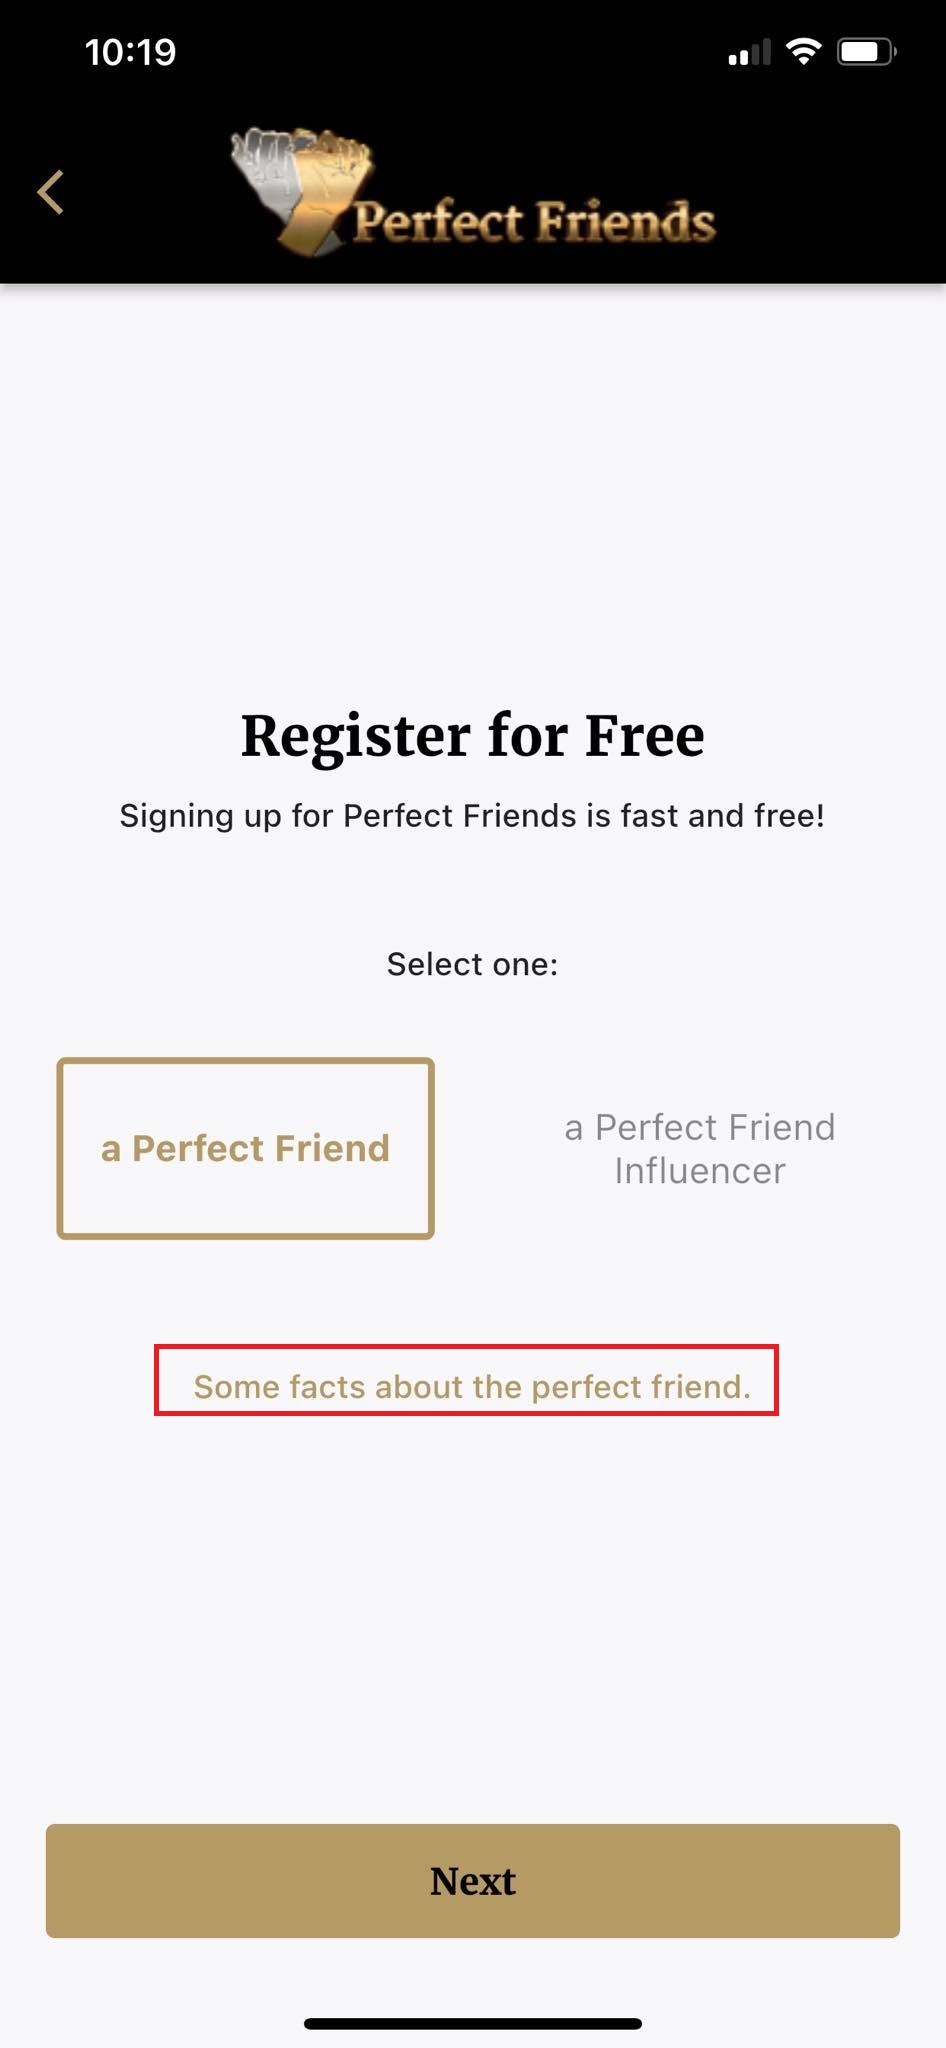 10:19
Perfect Friends
Register for Free
Signing up for Perfect Friends is fast and free!
Select one:
a Perfect Friend
a Perfect Friend
Influencer
Some facts about the perfect friend.
Next